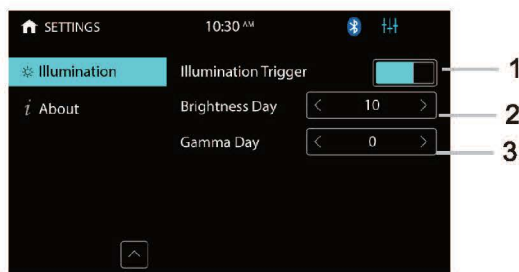 SETTINGS 10:30 AM
Illumination Illumination Trigger 1
i About Brightness Day < 10 > 2
Gamma Day < 0 > 3